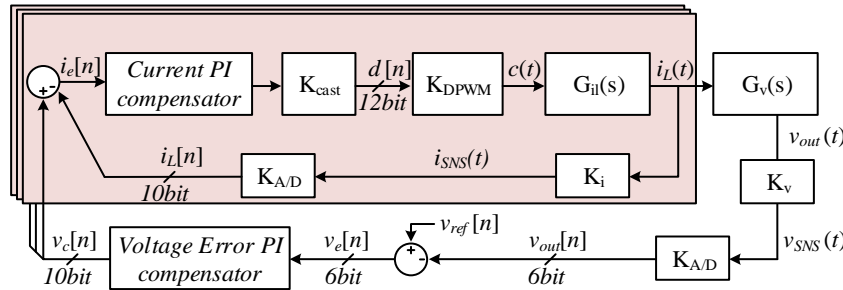 i_e[n]
Current PI compensator
K_cast
d[n]
12bit
K_DPWM
c(t)
G_il(s)
i_L(t)
G_v(s)
+
-
i_L[n]
10bit
K_A/D
i_SNS(t)
K_i
v_out(t)
K_v
v_c[n]
10bit
Voltage Error PI compensator
v_e[n]
6bit
v_ref[n]
+
-
v_out[n]
6bit
K_A/D
v_SNS(t)